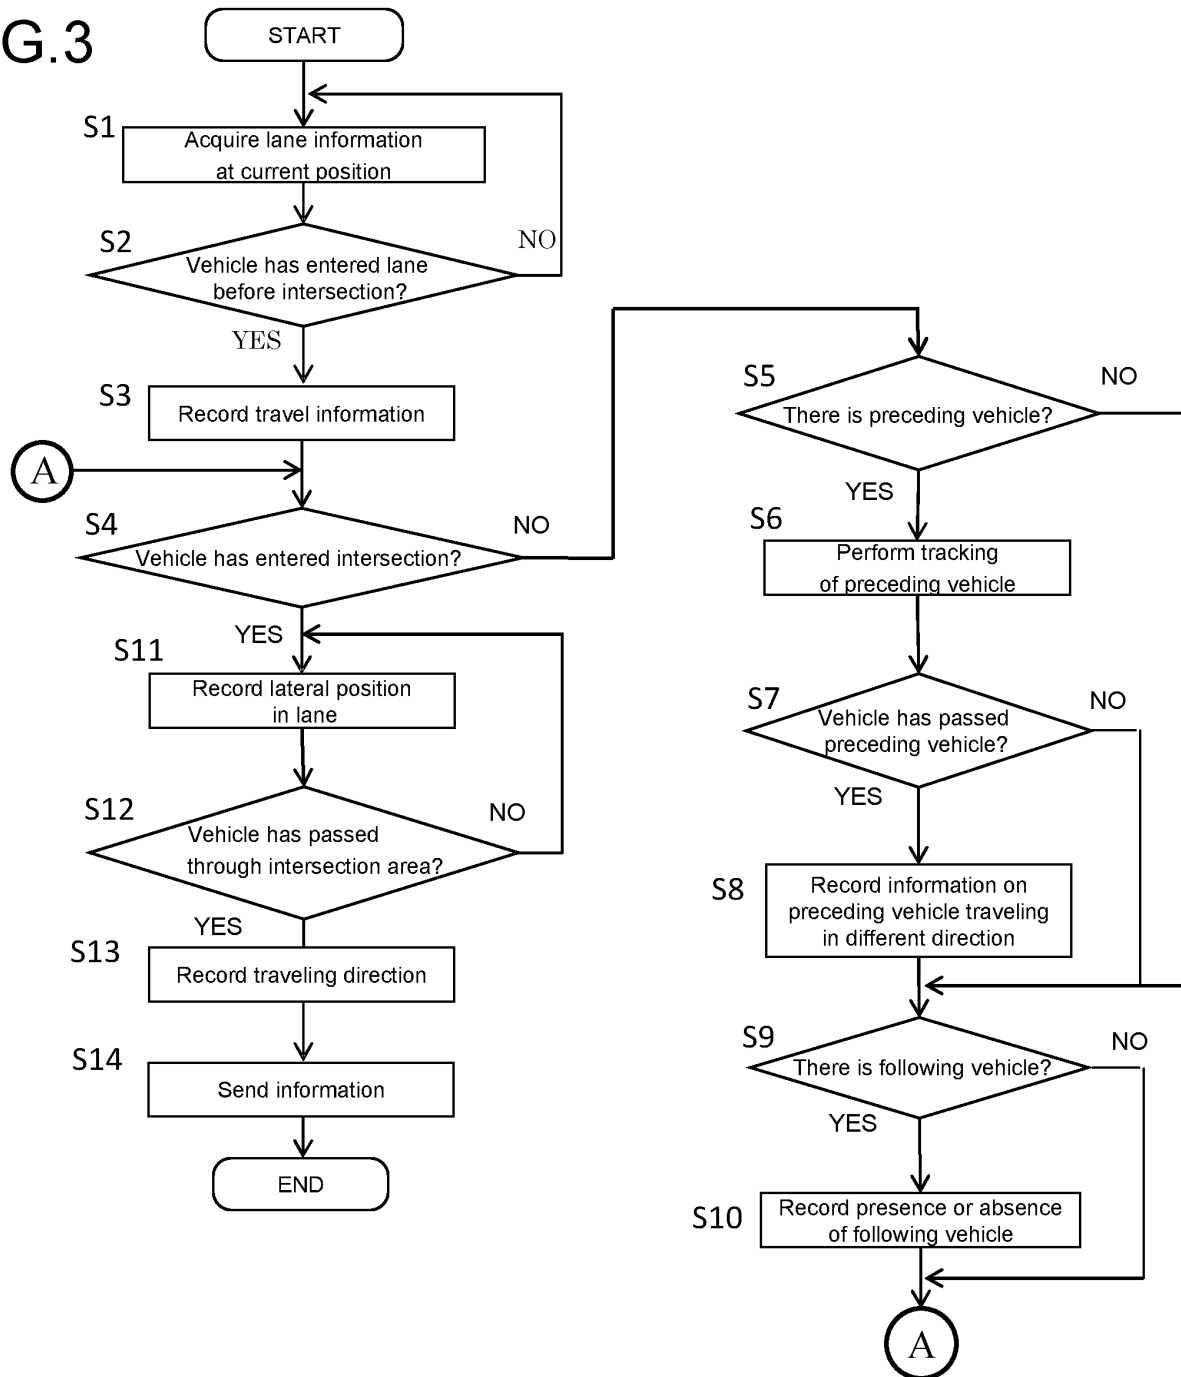 G.3
START
S1
Acquire lane information
at current position
S2
NO
Vehicle has entered lane
before intersection?
YES
S3
Record travel information
A
S4
NO
Vehicle has entered intersection?
YES
S11
Record lateral position
in lane
S12
NO
Vehicle has passed
through intersection area?
YES
S13
Record traveling direction
S14
Send information
END
S5
NO
There is preceding vehicle?
YES
S6
Perform tracking
of preceding vehicle
S7
NO
Vehicle has passed
preceding vehicle?
YES
S8
Record information on
preceding vehicle traveling
in different direction
S9
NO
There is following vehicle?
YES
S10
Record presence or absence
of following vehicle
A